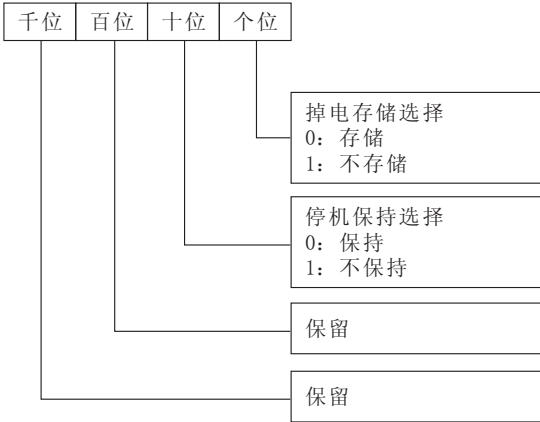 千位 百位 十位 个位
掉电存储选择
0：存储
1：不存储
停机保持选择
0：保持
1：不保持
保留
保留